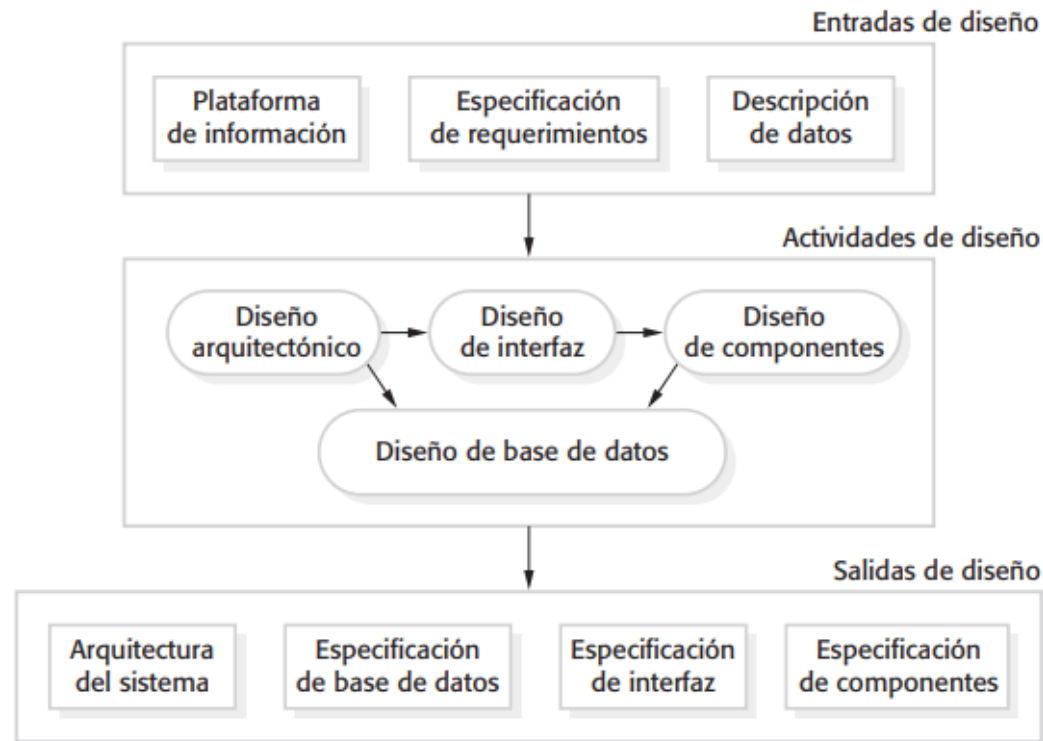 Entradas de diseño
Plataforma
de información
Especificación
de requerimientos
Descripción
de datos
Actividades de diseño
Diseño
arquitectónico
Diseño
de interfaz
Diseño
de componentes
Diseño de base de datos
Salidas de diseño
Arquitectura
del sistema
Especificación
de base de datos
Especificación
de interfaz
Especificación
de componentes